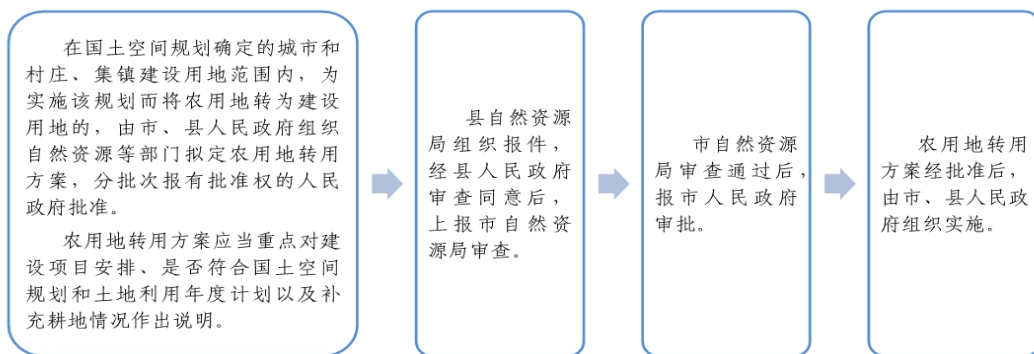 在国土空间规划确定的城市和
村庄、集镇建设用地范围内，为
实施该规划而将农用地转为建设
用地的，由市、县人民政府组织
自然资源等部门拟定农用地转用
方案，分批次报有批准权的人民
政府批准。
农用地转用方案应当重点对建
设项目安排、是否符合国土空间
规划和土地利用年度计划以及补
充耕地情况作出说明。
县自然资源
局组织报件，
经县人民政府
审查同意后，
上报市自然资
源局审查。
市自然资源
局审查通过后，
报市人民政府
审批。
农用地转用
方案经批准后，
由市、县人民政
府组织实施。